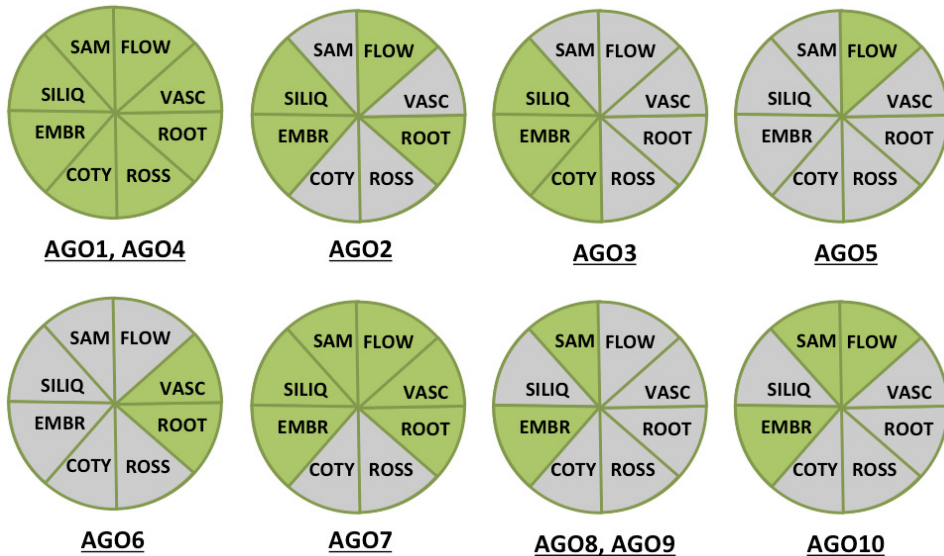 SAM FLOW
SILIQ VASC
EMBR ROOT
COTY ROSS
AGO1, AGO4
SAM FLOW
SILIQ VASC
EMBR ROOT
COTY ROSS
AGO2
SAM FLOW
SILIQ VASC
EMBR ROOT
COTY ROSS
AGO3
SAM FLOW
SILIQ VASC
EMBR ROOT
COTY ROSS
AGO5
SAM FLOW
SILIQ VASC
EMBR ROOT
COTY ROSS
AGO6
SAM FLOW
SILIQ VASC
EMBR ROOT
COTY ROSS
AGO7
SAM FLOW
SILIQ VASC
EMBR ROOT
COTY ROSS
AGO8, AGO9
SAM FLOW
SILIQ VASC
EMBR ROOT
COTY ROSS
AGO10